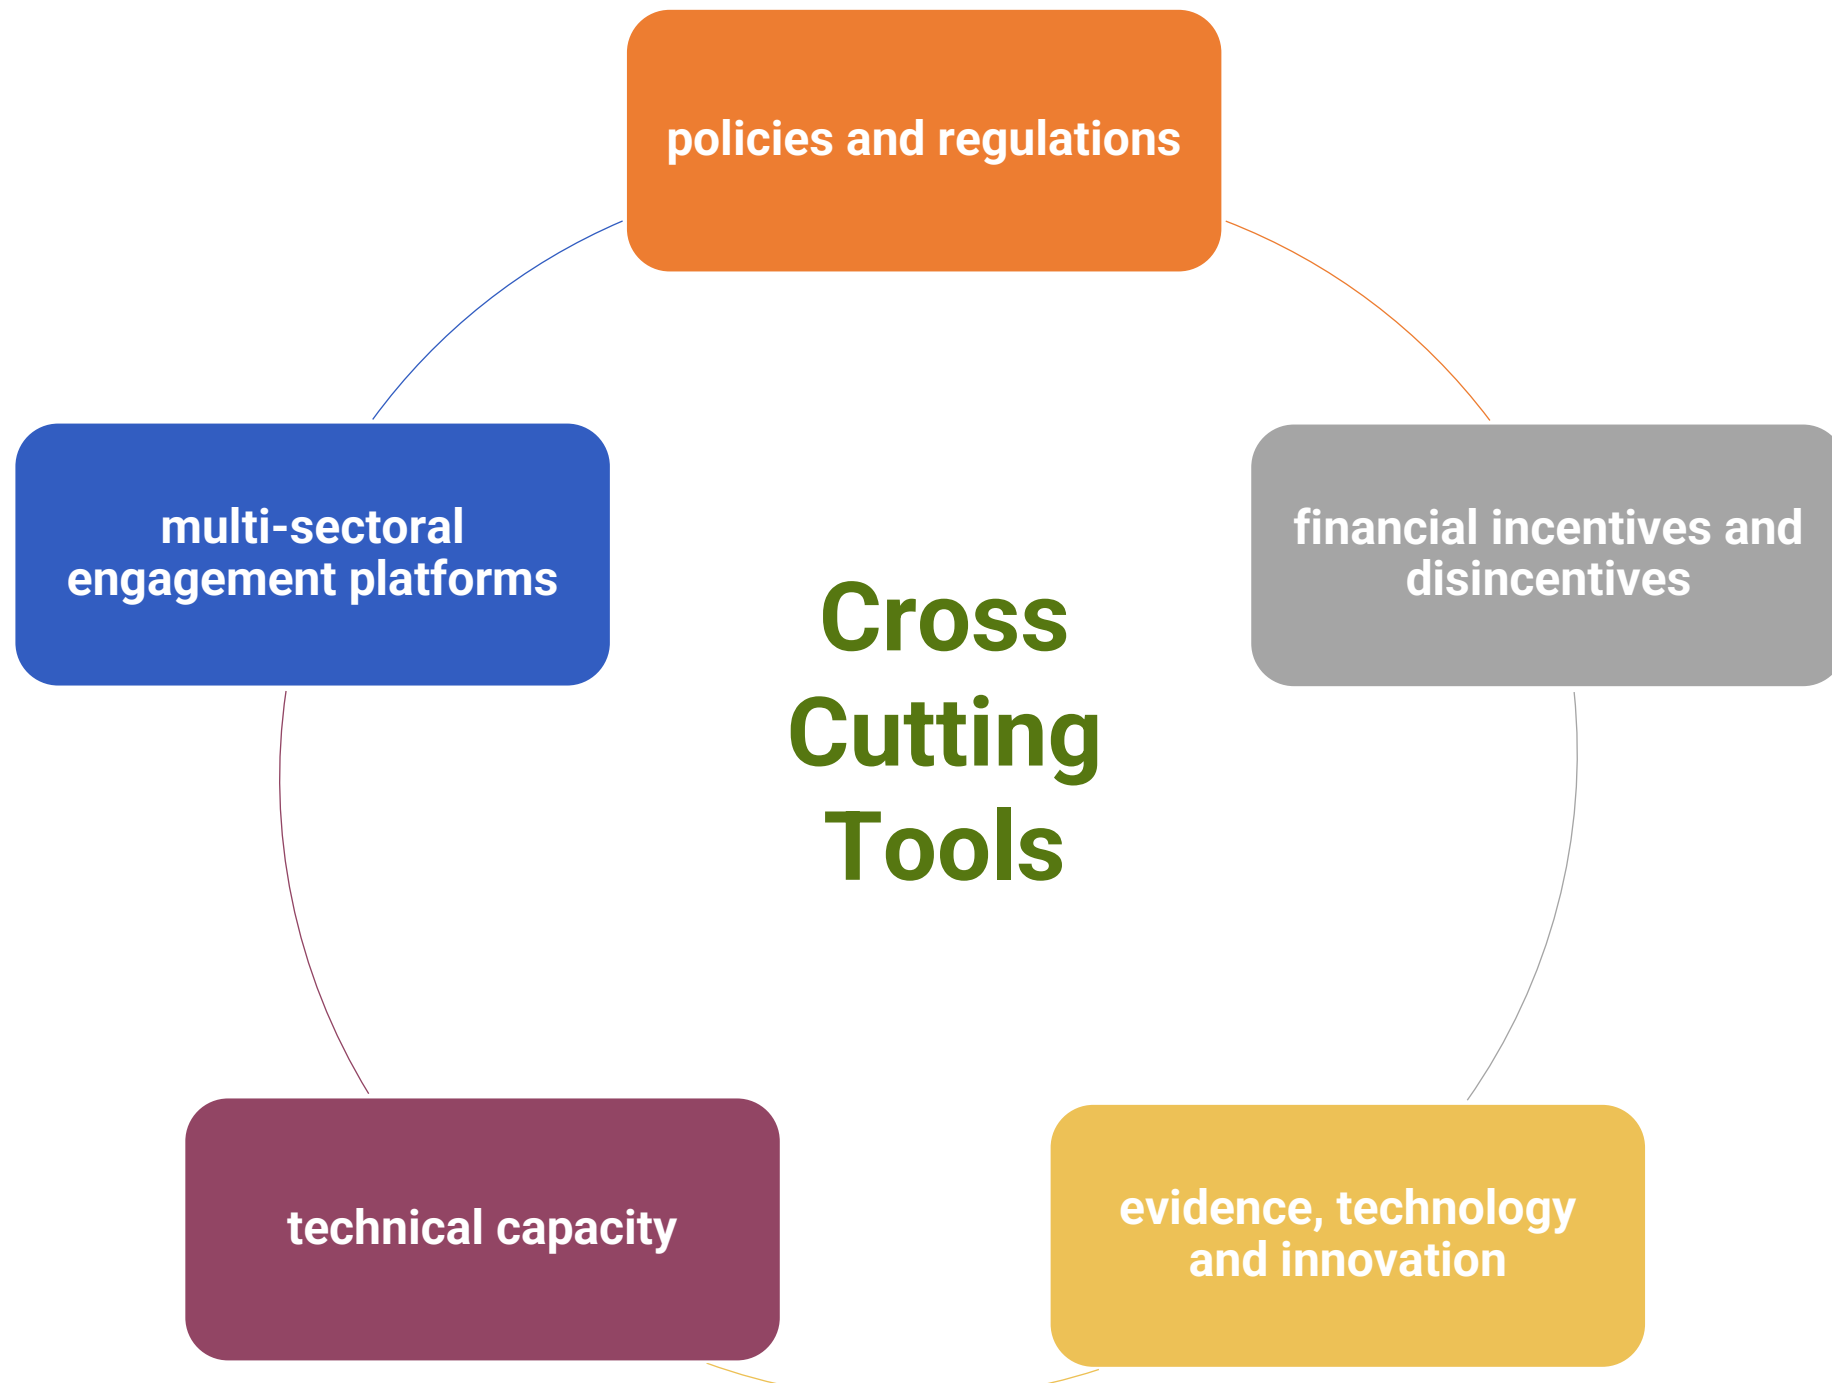 policies and regulations
multi-sectoral
engagement platforms
financial incentives and
disincentives
Cross
Cutting
Tools
technical capacity
evidence, technology
and innovation